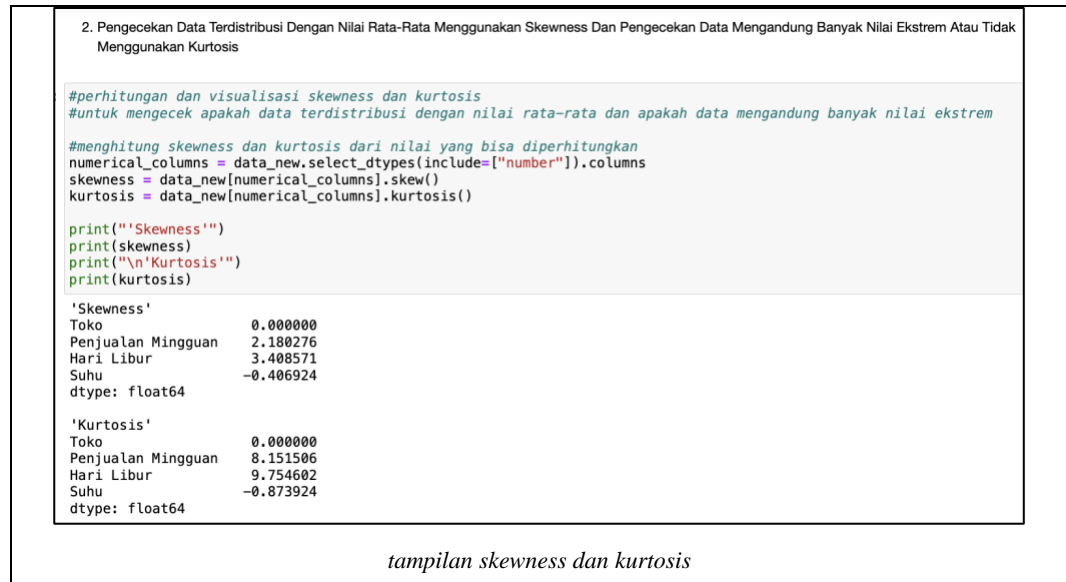 2. Pengecekan Data Terdistribusi Dengan Nilai Rata-Rata Menggunakan Skewness Dan Pengecekan Data Mengandung Banyak Nilai Ekstrem Atau Tidak
Menggunakan Kurtosis
#perhitungan dan visualisasi skewness dan kurtosis
#untuk mengecek apakah data terdistribusi dengan nilai rata-rata dan apakah data mengandung banyak nilai ekstrem
#menghitung skewness dan kurtosis dari nilai yang bisa diperhitungkan
numerical_columns = data_new.select_dtypes(include=["number"]).columns
skewness = data_new[numerical_columns].skew()
kurtosis = data_new[numerical_columns].kurtosis()
print("'Skewness'")
print(skewness)
print("\n'Kurtosis'")
print(kurtosis)
'Skewness'
Toko 0.000000
Penjualan Mingguan 2.180276
Hari Libur 3.408571
Suhu -0.406924
dtype: float64
'Kurtosis'
Toko 0.000000
Penjualan Mingguan 8.151506
Hari Libur 9.754602
Suhu -0.873924
dtype: float64
tampilan skewness dan kurtosis